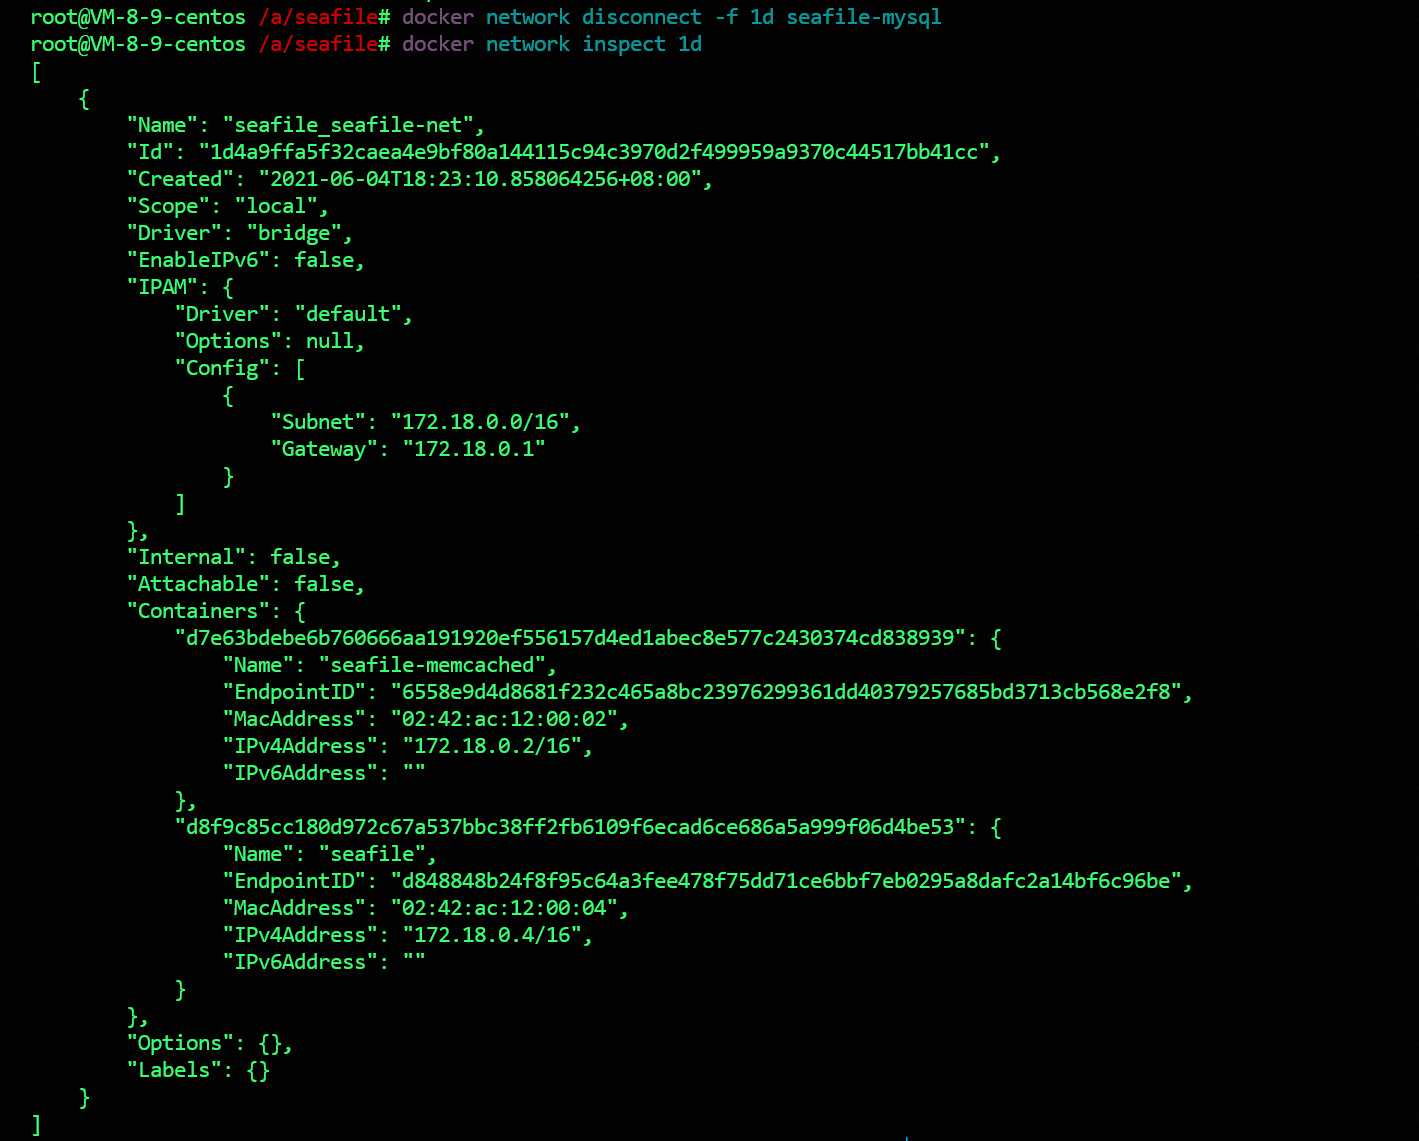 root@VM-8-9-centos /a/seafile# docker network disconnect -f 1d seafile-mysql
root@VM-8-9-centos /a/seafile# docker network inspect 1d
[
    {
        "Name": "seafile_seafile-net",
        "Id": "1d4a9ffa5f32caea4e9bf80a144115c94c3970d2f499959a9370c44517bb41cc",
        "Created": "2021-06-04T18:23:10.858064256+08:00",
        "Scope": "local",
        "Driver": "bridge",
        "EnableIPv6": false,
        "IPAM": {
            "Driver": "default",
            "Options": null,
            "Config": [
                {
                    "Subnet": "172.18.0.0/16",
                    "Gateway": "172.18.0.1"
                }
            ]
        },
        "Internal": false,
        "Attachable": false,
        "Containers": {
            "d7e63bdebe6b760666aa191920ef556157d4ed1abec8e577c2430374cd838939": {
                "Name": "seafile-memcached",
                "EndpointID": "6558e9d4d8681f232c465a8bc23976299361dd40379257685bd3713cb568e2f8",
                "MacAddress": "02:42:ac:12:00:02",
                "IPv4Address": "172.18.0.2/16",
                "IPv6Address": ""
            },
            "d8f9c85cc180d972c67a537bbc38ff2fb6109f6ecad6ce686a5a999f06d4be53": {
                "Name": "seafile",
                "EndpointID": "d848848b24f8f95c64a3fee478f75dd71ce6bbf7eb0295a8dafc2a14bf6c96be",
                "MacAddress": "02:42:ac:12:00:04",
                "IPv4Address": "172.18.0.4/16",
                "IPv6Address": ""
            }
        },
        "Options": {},
        "Labels": {}
    }
]